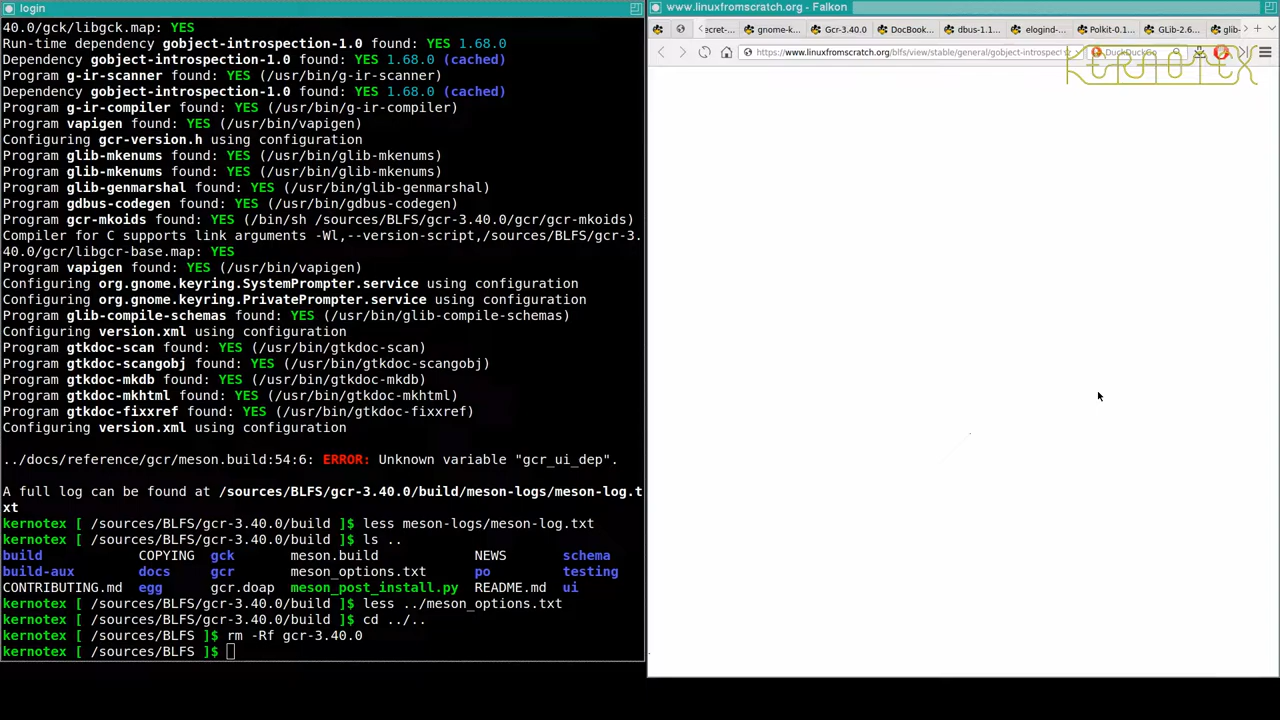 login
40.0/gck/libgck.map: YES
Run-time dependency gobject-introspection-1.0 found: YES 1.68.0
Dependency gobject-introspection-1.0 found: YES 1.68.0 (cached)
Program g-ir-scanner found: YES (/usr/bin/g-ir-scanner)
Dependency gobject-introspection-1.0 found: YES 1.68.0 (cached)
Program g-ir-compiler found: YES (/usr/bin/g-ir-compiler)
Program vapigen found: YES (/usr/bin/vapigen)
Configuring gcr-version.h using configuration
Program glib-mkenums found: YES (/usr/bin/glib-mkenums)
Program glib-mkenums found: YES (/usr/bin/glib-mkenums)
Program glib-genmarshal found: YES (/usr/bin/glib-genmarshal)
Program gdbus-codegen found: YES (/usr/bin/gdbus-codegen)
Program gcr-mkoids found: YES (/bin/sh /sources/BLFS/gcr-3.40.0/gcr/gcr-mkoids)
Compiler for C supports link arguments -Wl,--version-script,/sources/BLFS/gcr-3.
40.0/gcr/libgcr-base.map: YES
Program vapigen found: YES (/usr/bin/vapigen)
Configuring org.gnome.keyring.SystemPrompter.service using configuration
Configuring org.gnome.keyring.PrivatePrompter.service using configuration
Program glib-compile-schemas found: YES (/usr/bin/glib-compile-schemas)
Configuring version.xml using configuration
Program gtkdoc-scan found: YES (/usr/bin/gtkdoc-scan)
Program gtkdoc-scangobj found: YES (/usr/bin/gtkdoc-scangobj)
Program gtkdoc-mkdb found: YES (/usr/bin/gtkdoc-mkdb)
Program gtkdoc-mkhtml found: YES (/usr/bin/gtkdoc-mkhtml)
Program gtkdoc-fixxref found: YES (/usr/bin/gtkdoc-fixxref)
Configuring version.xml using configuration
../docs/reference/gcr/meson.build:54:6: ERROR: Unknown variable "gcr_ui_dep".
A full log can be found at /sources/BLFS/gcr-3.40.0/build/meson-logs/meson-log.t
xt
kernotex [ /sources/BLFS/gcr-3.40.0/build ]$ less meson-logs/meson-log.txt
kernotex [ /sources/BLFS/gcr-3.40.0/build ]$ ls ..
build COPYING gck meson.build NEWS schema
build-aux docs gcr meson_options.txt po testing
CONTRIBUTING.md egg gcr.doap meson_post_install.py README.md ui
kernotex [ /sources/BLFS/gcr-3.40.0/build ]$ less ../meson_options.txt
kernotex [ /sources/BLFS/gcr-3.40.0/build ]$ cd ../..
kernotex [ /sources/BLFS ]$ rm -Rf gcr-3.40.0
kernotex [ /sources/BLFS ]$
www.linuxfromscratch.org - Falkon
ecret-... gnome-k... Gcr-3.40.0 DocBook... dbus-1.1... elogind-... Polkit-0.1... GLib-2.6... glib-
https://www.linuxfromscratch.org/blfs/view/stable/general/gobject-introspect DuckDuckGo
KERNOTEX